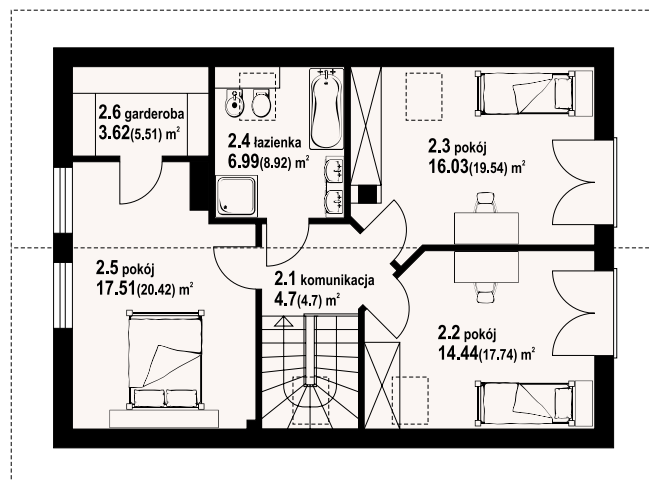 2.6 garderoba
3.62(5.51) m²
2.4 łazienka
6.99(8.92) m²
2.3 pokój
16.03(19.54) m²
2.5 pokój
17.51(20.42) m²
2.1 komunikacja
4.7(4.7) m²
2.2 pokój
14.44(17.74) m²